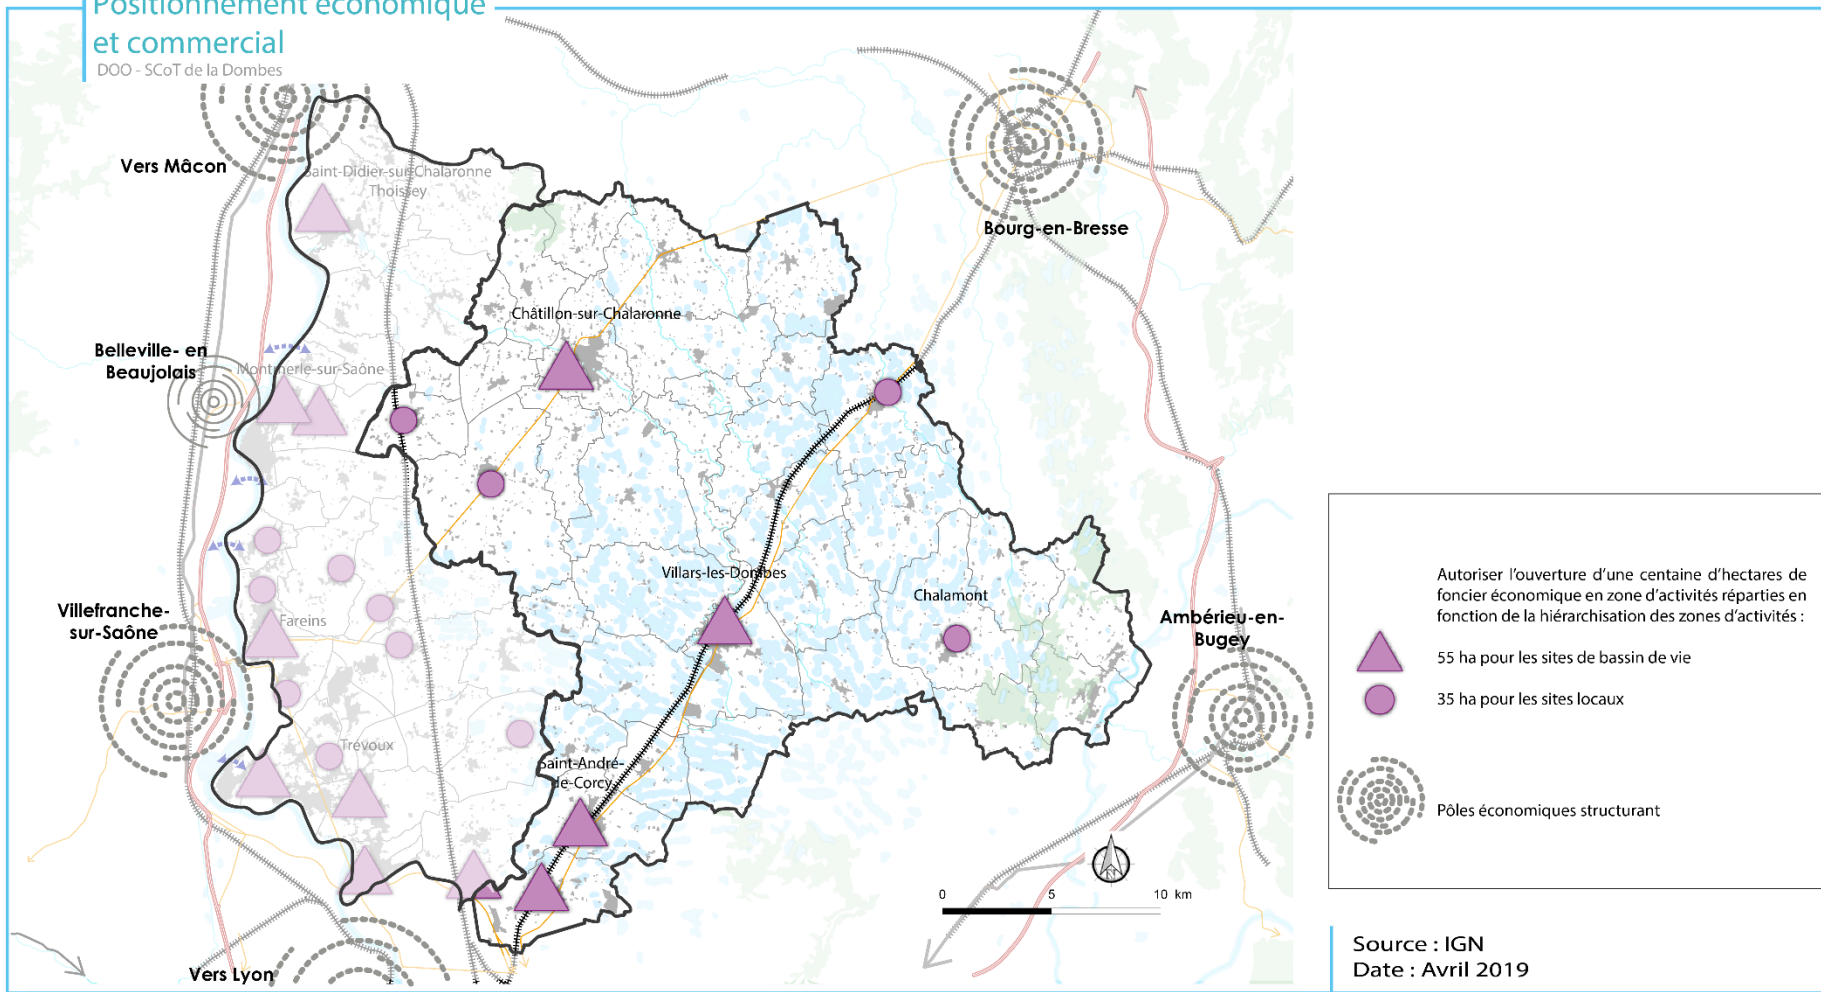 Positionnement économique
et commercial
DOO - SCoT de la Dombes
Vers Mâcon
Saint-Didier-sur-Chalaronne
Thoissey
Bourg-en-Bresse
Châtillon-sur-Chalaronne
Belleville- en
Beaujolais
Montmerle-sur-Saône
Villars-les-Dombes
Chalamont
Villefranche-
sur-Saône
Fareins
Ambérieu-en-
Bugey
Trévoux
Saint-André-
de-Corcy
Vers Lyon
0 5 10 km
N
Autoriser l'ouverture d'une centaine d'hectares de
foncier économique en zone d'activités réparties en
fonction de la hiérarchisation des zones d'activités :
55 ha pour les sites de bassin de vie
35 ha pour les sites locaux
Pôles économiques structurant
Source : IGN
Date : Avril 2019